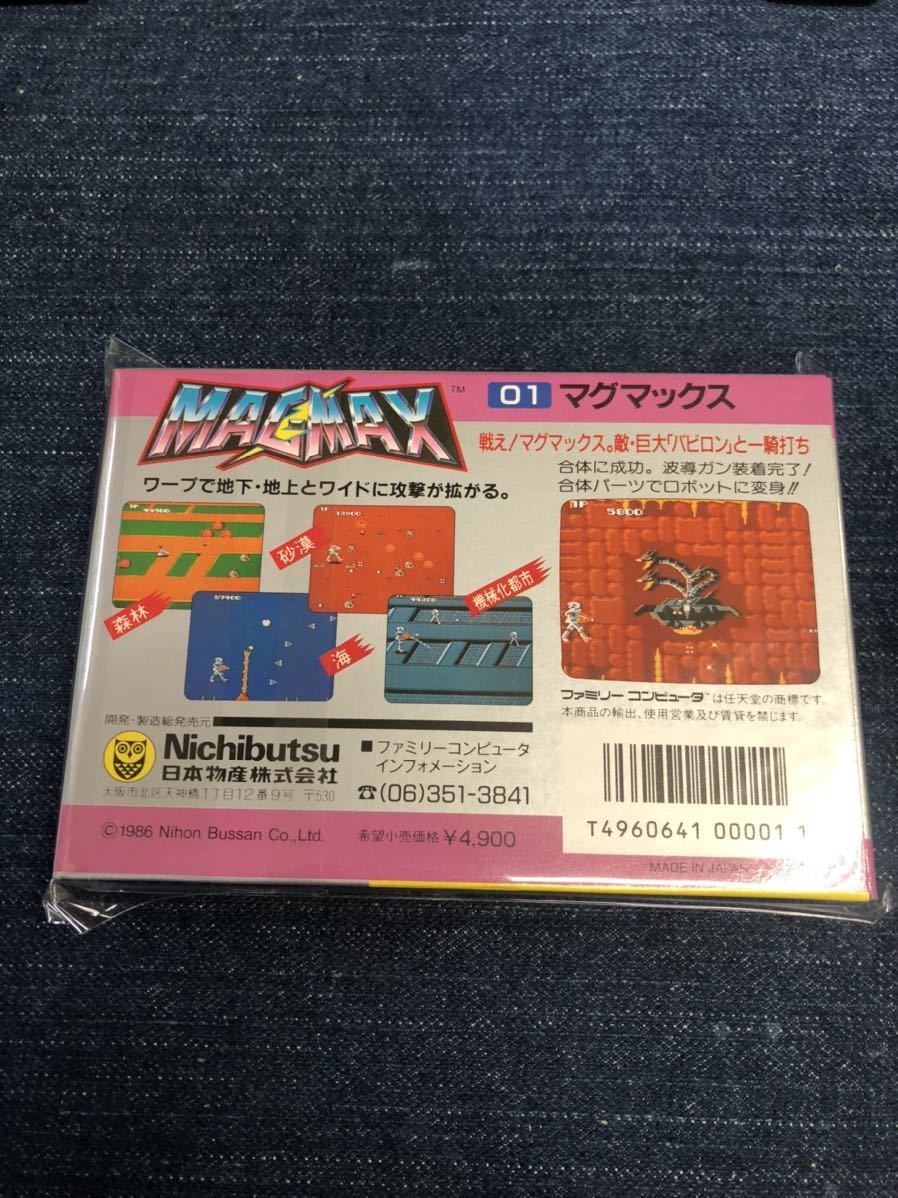 MAGMAX TM
01 マグマックス
戦え!マグマックス。敵・巨大「バビロン」と一騎打ち
合体に成功。波導ガン装着完了!
合体パーツでロボットに変身!!
ワープで地下・地上とワイドに攻撃が拡がる。
1P
44900
1P
13900
57400
44200
1P
5800
森林
砂漠
海
機械化都市
ファミリーコンピュータ™は任天堂の商標です
本商品の輸出、使用営業及び賃貸を禁じます。
開発・製造総発売元
Nichibutsu
日本物産株式会社
大阪市北区天神橋1丁目12番9号 〒530
■ファミリーコンピュータ
インフォメーション
☎(06)351-3841
T4960641 00001 1
©1986 Nihon Bussan Co., Ltd.
希望小売価格 ¥4,900
MADE IN JAPAN